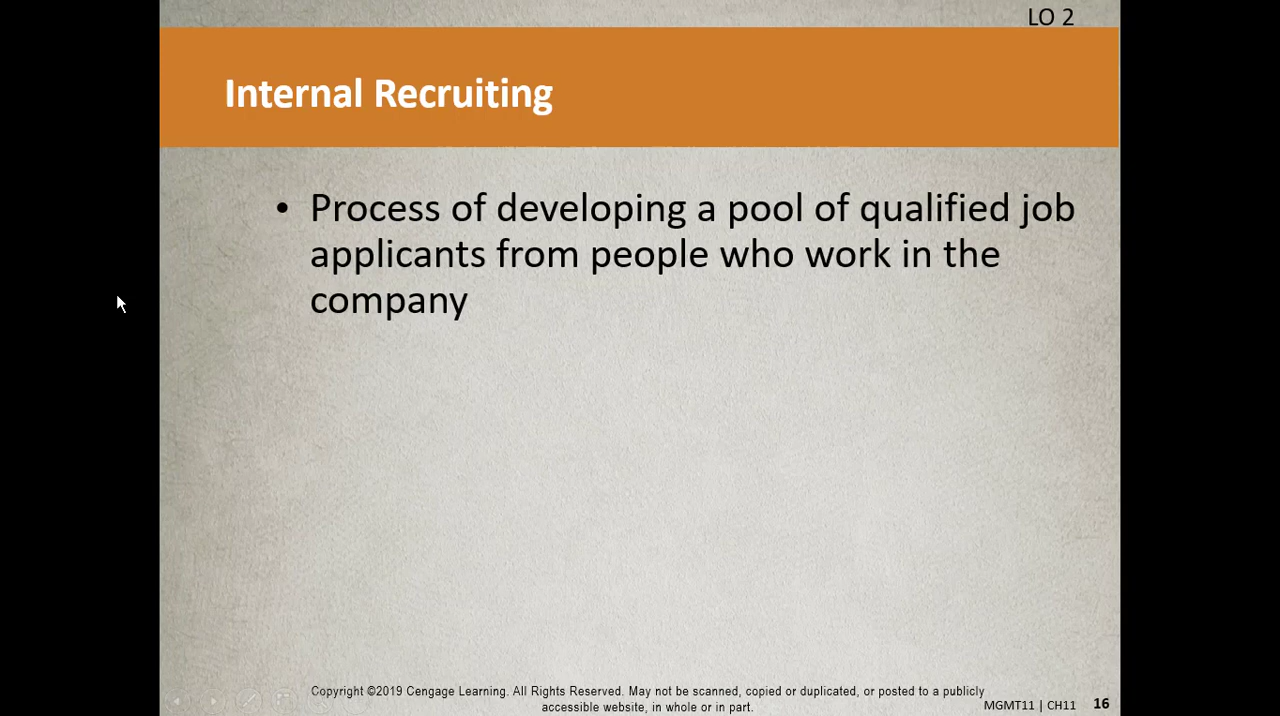 LO 2
Internal Recruiting
• Process of developing a pool of qualified job
applicants from people who work in the
company
Copyright ©2019 Cengage Learning. All Rights Reserved. May not be scanned, copied or duplicated, or posted to a publicly
accessible website, in whole or in part.
MGMT11 | CH11 16